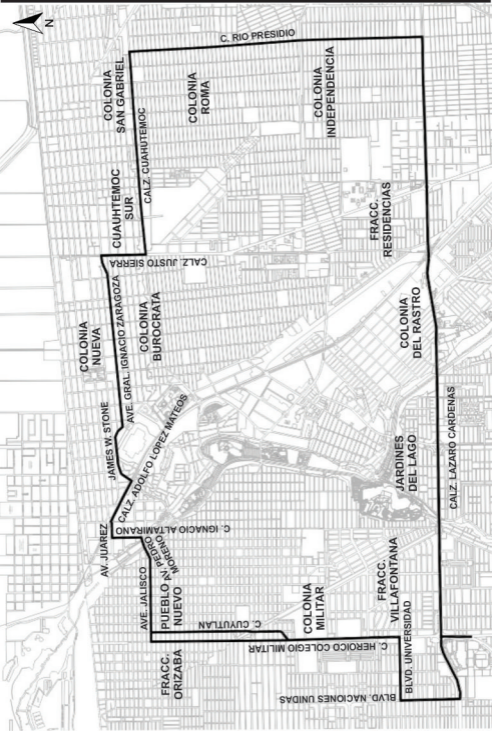 N
C. RIO PRESIDIO
COLONIA
SAN GABRIEL
COLONIA
ROMA
COLONIA
INDEPENDENCIA
CALZ. CUAHUTEMOC
CUAUHTEMOC
SUR
CALZ. JUSTO SIERRA
FRACC.
RESIDENCIAS
COLONIA
NUEVA
AVE. GRAL. IGNACIO ZARAGOZA
COLONIA
BUROCRATA
COLONIA
DEL RASTRO
JAMES W. STONE
CALZ. ADOLFO LOPEZ MATEOS
JARDINES
DEL LAGO
CALZ. LAZARO CARDENAS
AV. JUÁREZ
C. IGNACIO ALTAMIRANO
AV. PEDRO
MORENO
AVE. JALISCO
PUEBLO
NUEVO
C. CUYUTLAN
COLONIA
MILITAR
FRACC.
VILLAFONTANA
BLVD. UNIVERSIDAD
C. HEROICO COLEGIO MILITAR
FRACC.
ORIZABA
BLVD. NACIONES UNIDAS